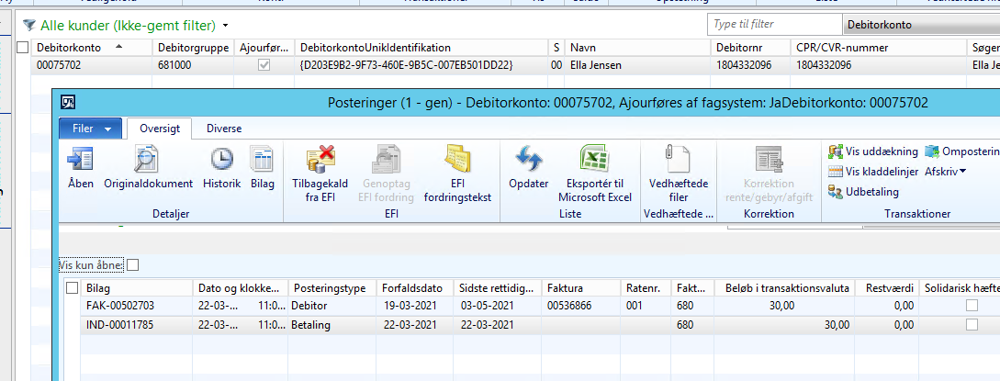 Alle kunder (Ikke-gemt filter)
Type til filter
Debitorkonto
Debitorkonto Debitorgruppe Ajourfør... DebitorkontoUnikIdentifikation S Navn Debitornr CPR/CVR-nummer Søger
00075702 681000 {D203E9B2-9F73-460E-9B5C-007EB501DD22} 00 Ella Jensen 1804332096 1804332096 Ella
Posteringer (1 - gen) - Debitorkonto: 00075702, Ajourføres af fagsystem: JaDebitorkonto: 00075702
Filer Oversigt Diverse
Åben Originaldokument Historik Bilag
Detaljer
Tilbagekald fra EFI
Genoptag EFI fordring
EFI fordringstekst
EFI
Opdater
Eksportér til Microsoft Excel
Liste
Vedhæftede filer
Vedhæftede ...
Korrektion rente/gebyr/afgift
Korrektion
Vis uddækning Omposterin
Vis kladdelinjer Afskriv
Udbetaling
Transaktioner
Vis kun åbne:
Bilag Dato og klokke... Posteringstype Forfaldsdato Sidste rettidig... Faktura Ratenr. Fakt... Beløb i transaktionsvaluta Restværdi Solidarisk hæfte
FAK-00502703 22-03-... 11:0... Debitor 19-03-2021 03-05-2021 00536866 001 680 30,00 0,00
IND-00011785 22-03-... 11:0... Betaling 22-03-2021 22-03-2021 680 30,00 0,00